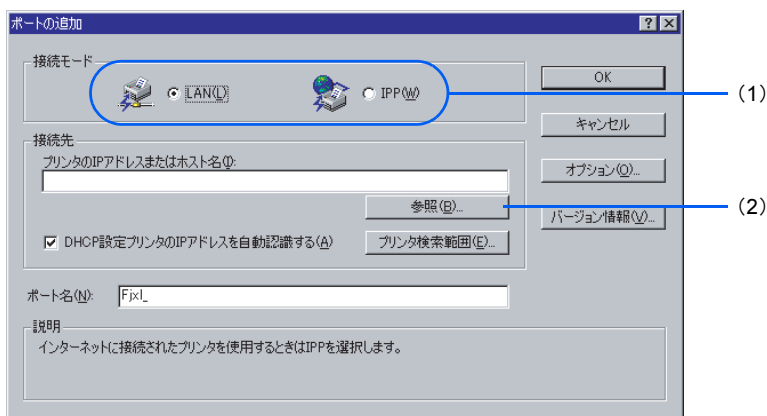 ポートの追加
接続モード
LAN(L)
IPP(W)
OK
(1)
キャンセル
接続先
プリンタのIPアドレスまたはホスト名(I):
オプション(O)...
参照(B)...
(2)
バージョン情報(V)...
DHCP設定プリンタのIPアドレスを自動認識する(A)
プリンタ検索範囲(E)...
ポート名(N):
Fjxl_
説明
インターネットに接続されたプリンタを使用するときはIPPを選択します。